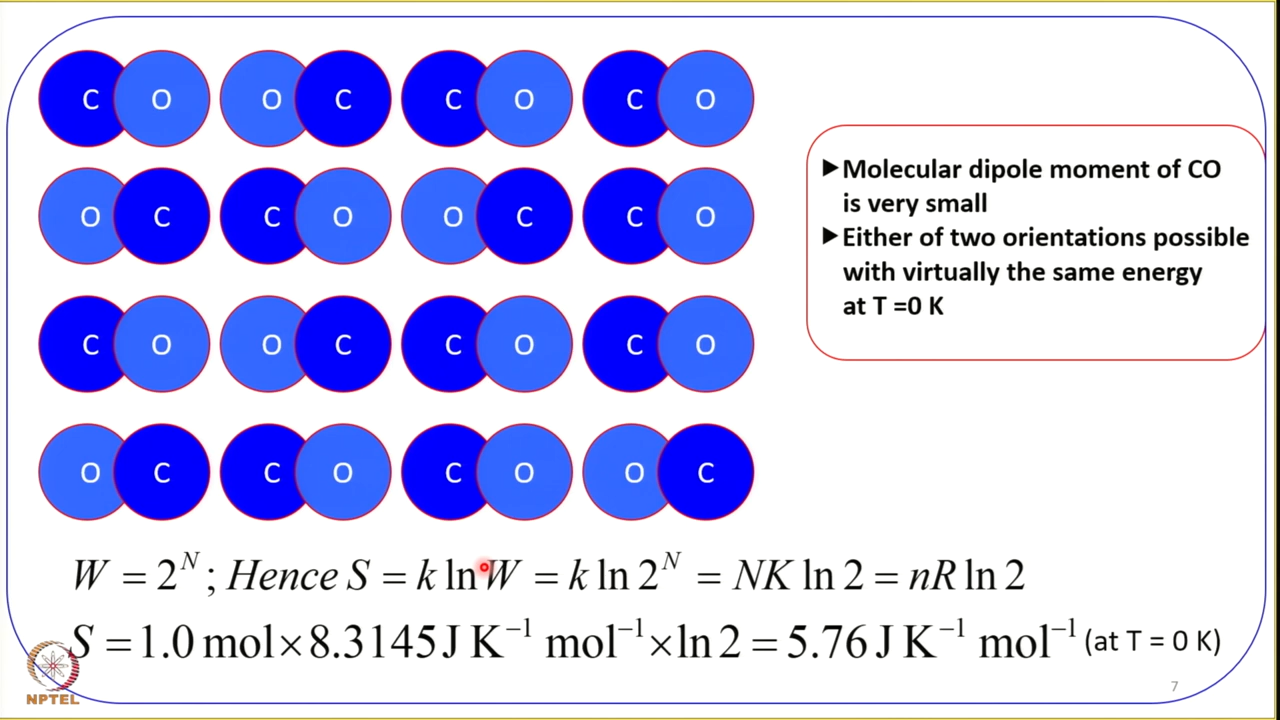 C O O C C O C O
O C C O O C C O
C O O C C O C O
O C C O C O O C
▶Molecular dipole moment of CO
is very small
▶Either of two orientations possible
with virtually the same energy
at T =0 K
W = 2^N ; Hence S = k ln W = k ln 2^N = NK ln 2 = nR ln 2
S = 1.0 mol×8.3145 J K⁻¹ mol⁻¹×ln 2 = 5.76 J K⁻¹ mol⁻¹ (at T = 0 K)
NPTEL
7